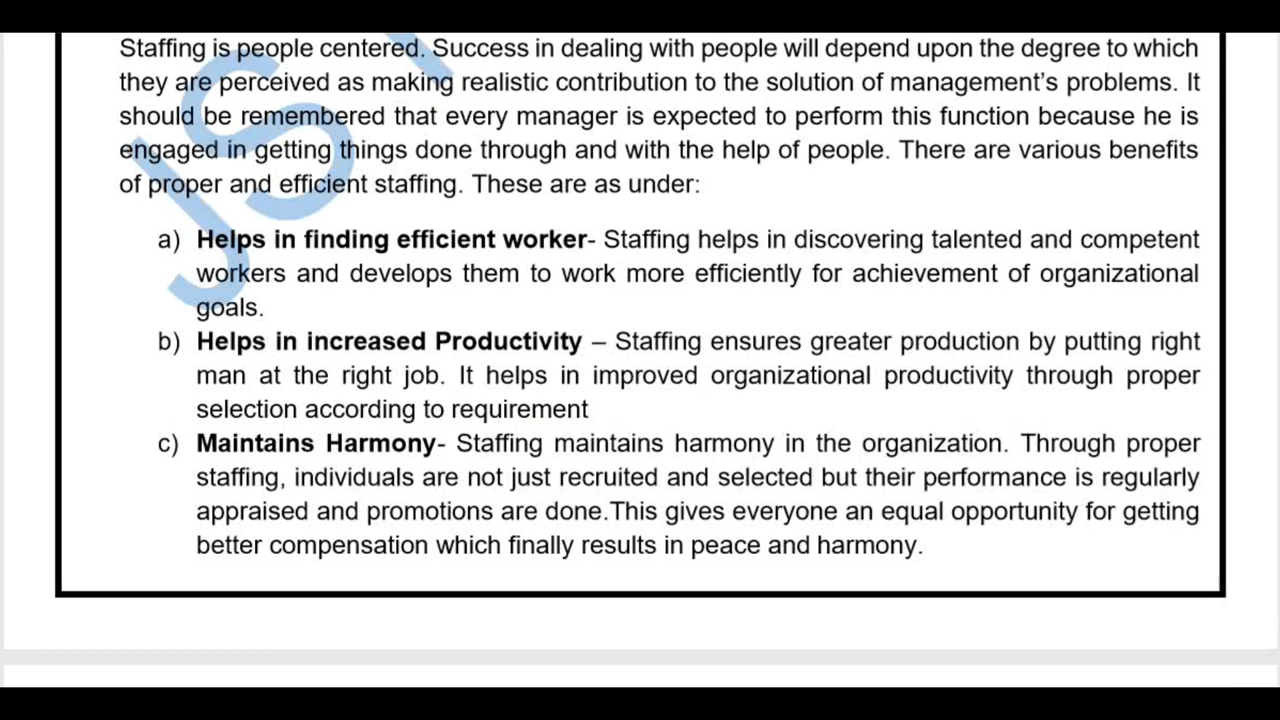 Staffing is people centered. Success in dealing with people will depend upon the degree to which
they are perceived as making realistic contribution to the solution of management's problems. It
should be remembered that every manager is expected to perform this function because he is
engaged in getting things done through and with the help of people. There are various benefits
of proper and efficient staffing. These are as under:
a) Helps in finding efficient worker- Staffing helps in discovering talented and competent
workers and develops them to work more efficiently for achievement of organizational
goals.
b) Helps in increased Productivity – Staffing ensures greater production by putting right
man at the right job. It helps in improved organizational productivity through proper
selection according to requirement
c) Maintains Harmony- Staffing maintains harmony in the organization. Through proper
staffing, individuals are not just recruited and selected but their performance is regularly
appraised and promotions are done.This gives everyone an equal opportunity for getting
better compensation which finally results in peace and harmony.